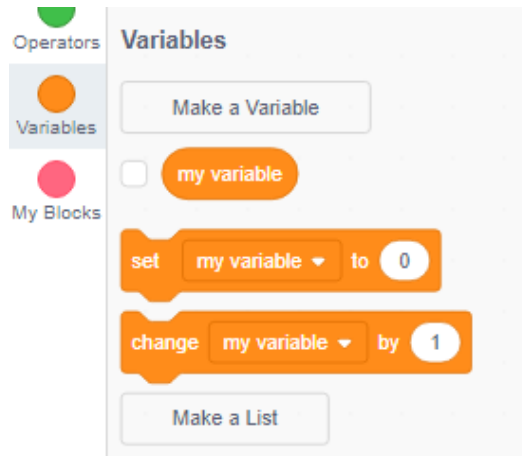 Operators
Variables
My Blocks
Variables
Make a Variable
my variable
set my variable to 0
change my variable by 1
Make a List